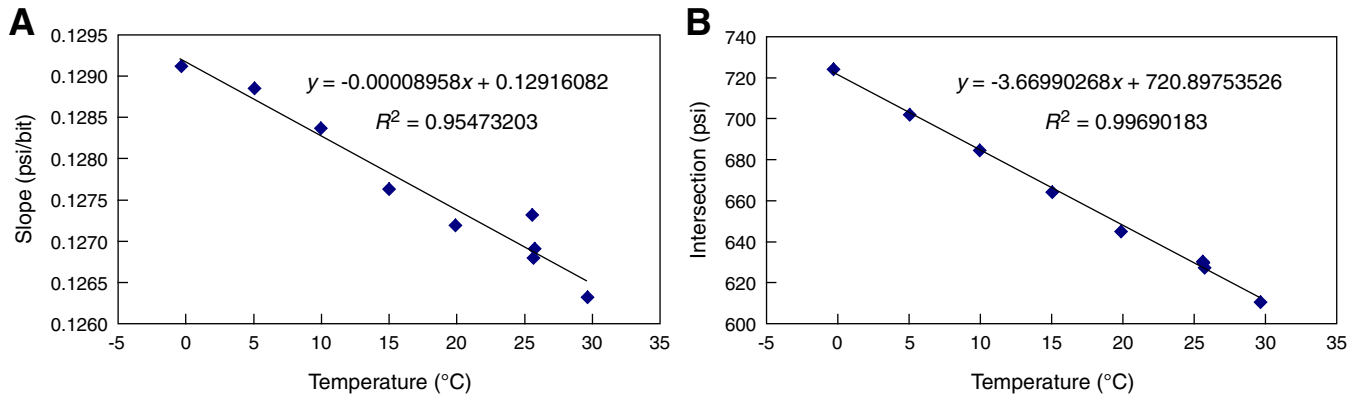 A
Slope (psi/bit)
0.1295
0.1290
0.1285
0.1280
0.1275
0.1270
0.1265
0.1260
y = -0.00008958x + 0.12916082
R² = 0.95473203
-5 0 5 10 15 20 25 30 35
Temperature (°C)
B
Intersection (psi)
740
720
700
680
660
640
620
600
y = -3.66990268x + 720.89753526
R² = 0.99690183
-5 0 5 10 15 20 25 30 35
Temperature (°C)